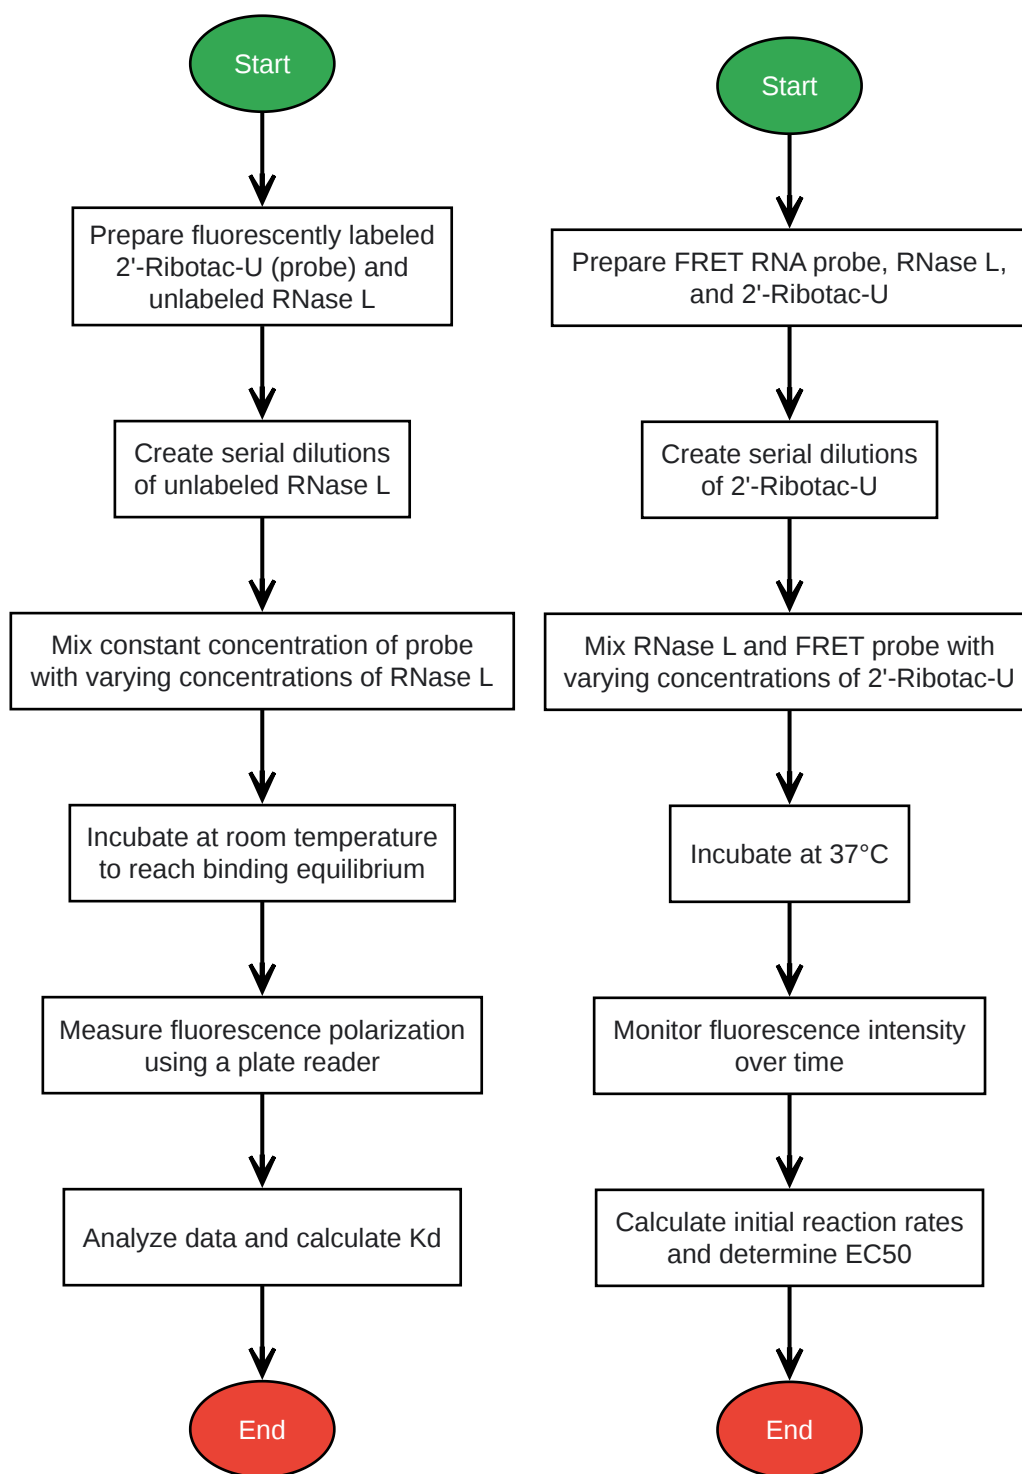 Start
Prepare fluorescently labeled
2'-Ribotac-U (probe) and
unlabeled RNase L
Create serial dilutions
of unlabeled RNase L
Mix constant concentration of probe
with varying concentrations of RNase L
Incubate at room temperature
to reach binding equilibrium
Measure fluorescence polarization
using a plate reader
Analyze data and calculate Kd
End
Start
Prepare FRET RNA probe, RNase L,
and 2'-Ribotac-U
Create serial dilutions
of 2'-Ribotac-U
Mix RNase L and FRET probe with
varying concentrations of 2'-Ribotac-U
Incubate at 37°C
Monitor fluorescence intensity
over time
Calculate initial reaction rates
and determine EC50
End